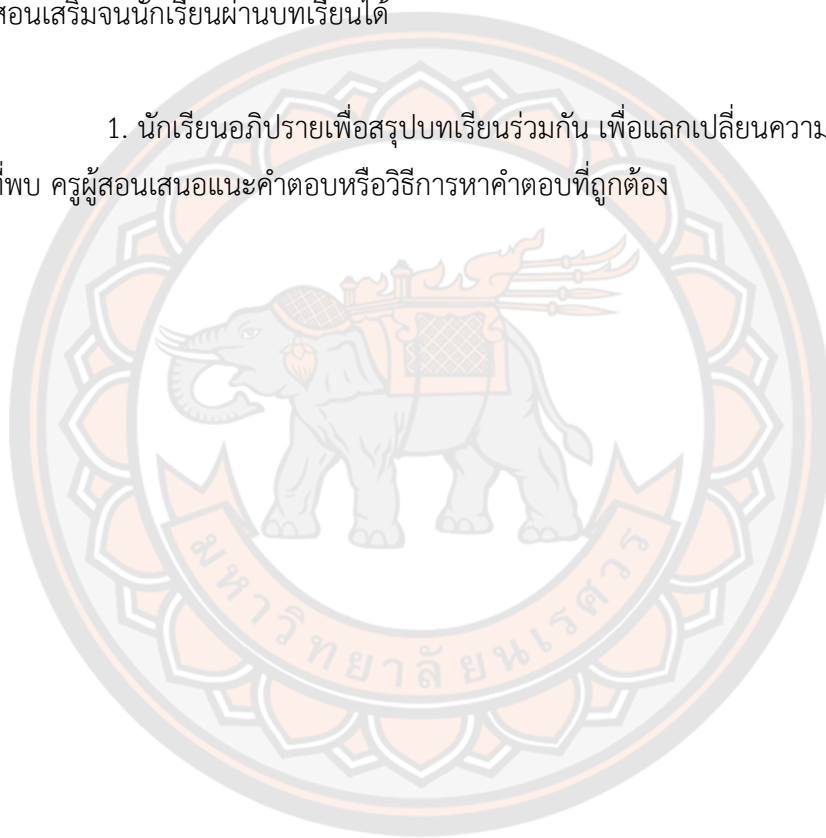 สอนเสริมจนนักเรียนผ่านบทเรียนได้
1. นักเรียนอภิปรายเพื่อสรุปบทเรียนร่วมกัน เพื่อแลกเปลี่ยนความ
ที่พบ ครูผู้สอนเสนอแนะคำตอบหรือวิธีการหาคำตอบที่ถูกต้อง
มหาวิทยาลัยนเรศวร